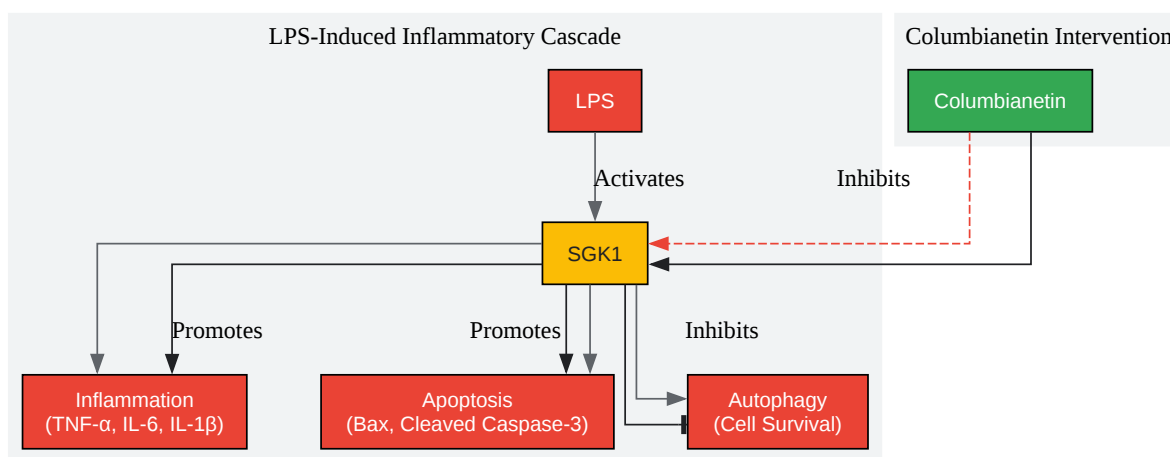 LPS-Induced Inflammatory Cascade
Columbianetin Intervention
LPS
Columbianetin
Activates
Inhibits
SGK1
Promotes
Promotes
Inhibits
Inflammation
(TNF-α, IL-6, IL-1β)
Apoptosis
(Bax, Cleaved Caspase-3)
Autophagy
(Cell Survival)